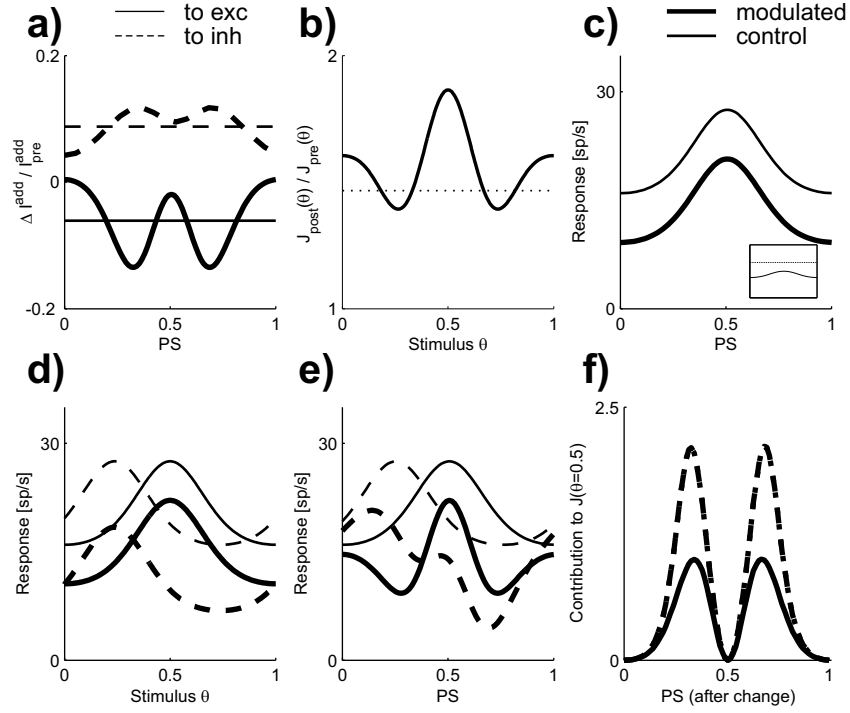 to exc
to inh
modulated
control
a)
b)
c)
0.2
0
-0.2
Δ I^add / I^add_pre
0
0.5
1
PS
2
1
J_post(θ) / J_pre(θ)
0
0.5
1
Stimulus θ
30
0
Response [sp/s]
0
0.5
1
PS
d)
e)
f)
30
0
Response [sp/s]
0
0.5
1
Stimulus θ
30
0
Response [sp/s]
0
0.5
1
PS
2.5
0
Contribution to J(θ=0.5)
0
0.5
1
PS (after change)